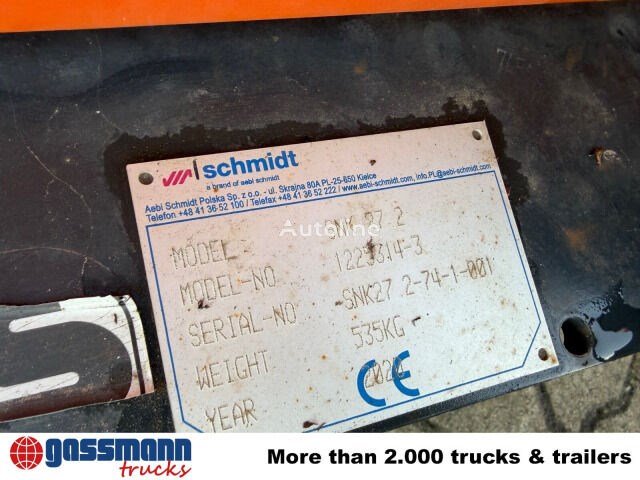 schmidt
a brand of aebi schmidt
Aebi Schmidt Polska Sp. z o.o. - ul. Skrajna 80A PL-25-650 Kielce
Telefon +48 41 36-52 100 / Telefax +48 41 36-52 222 / www.aebi-schmidt.com, info.PL@aebi-schmidt.com
Autoline
MODEL SNK 27.2
MODEL-NO 1223314-3
SERIAL-NO SNK27 2-74-1-001
WEIGHT 535KG
YEAR 2020
CE
gassmann
trucks
More than 2.000 trucks & trailers